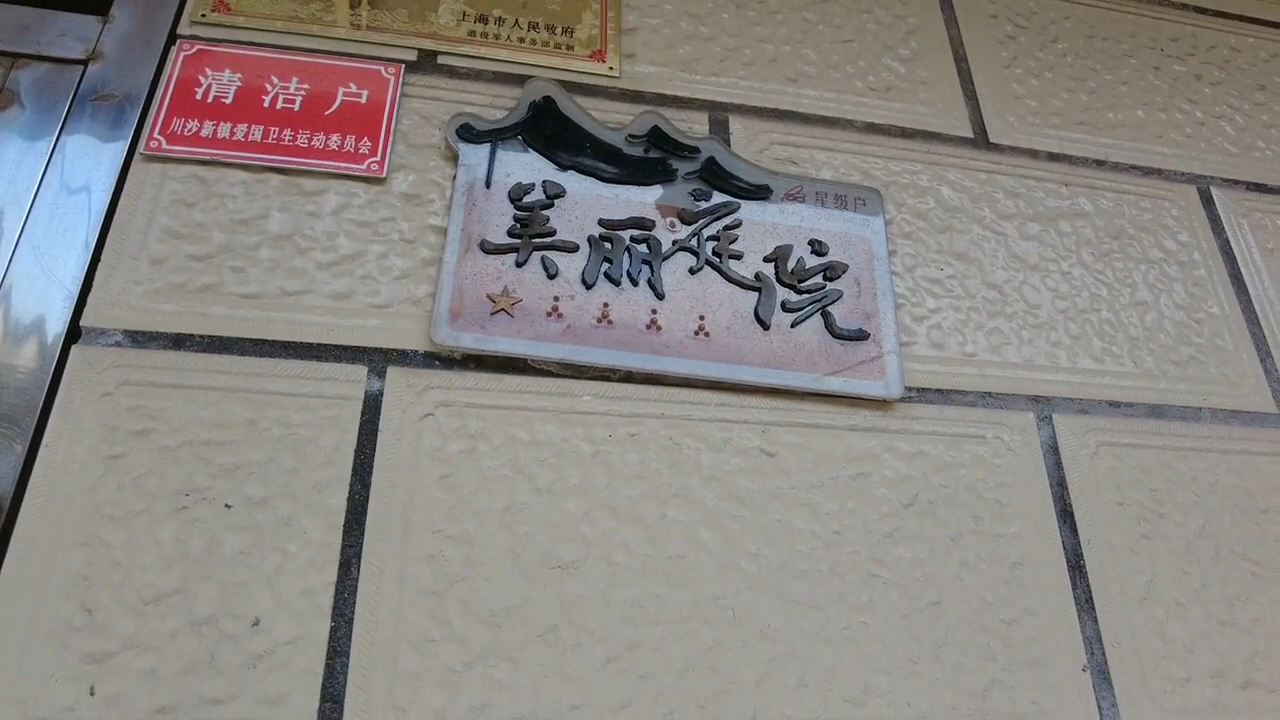 上海市人民政府
退役军人事务部监制
清洁户
川沙新镇爱国卫生运动委员会
星级户
美丽庭院